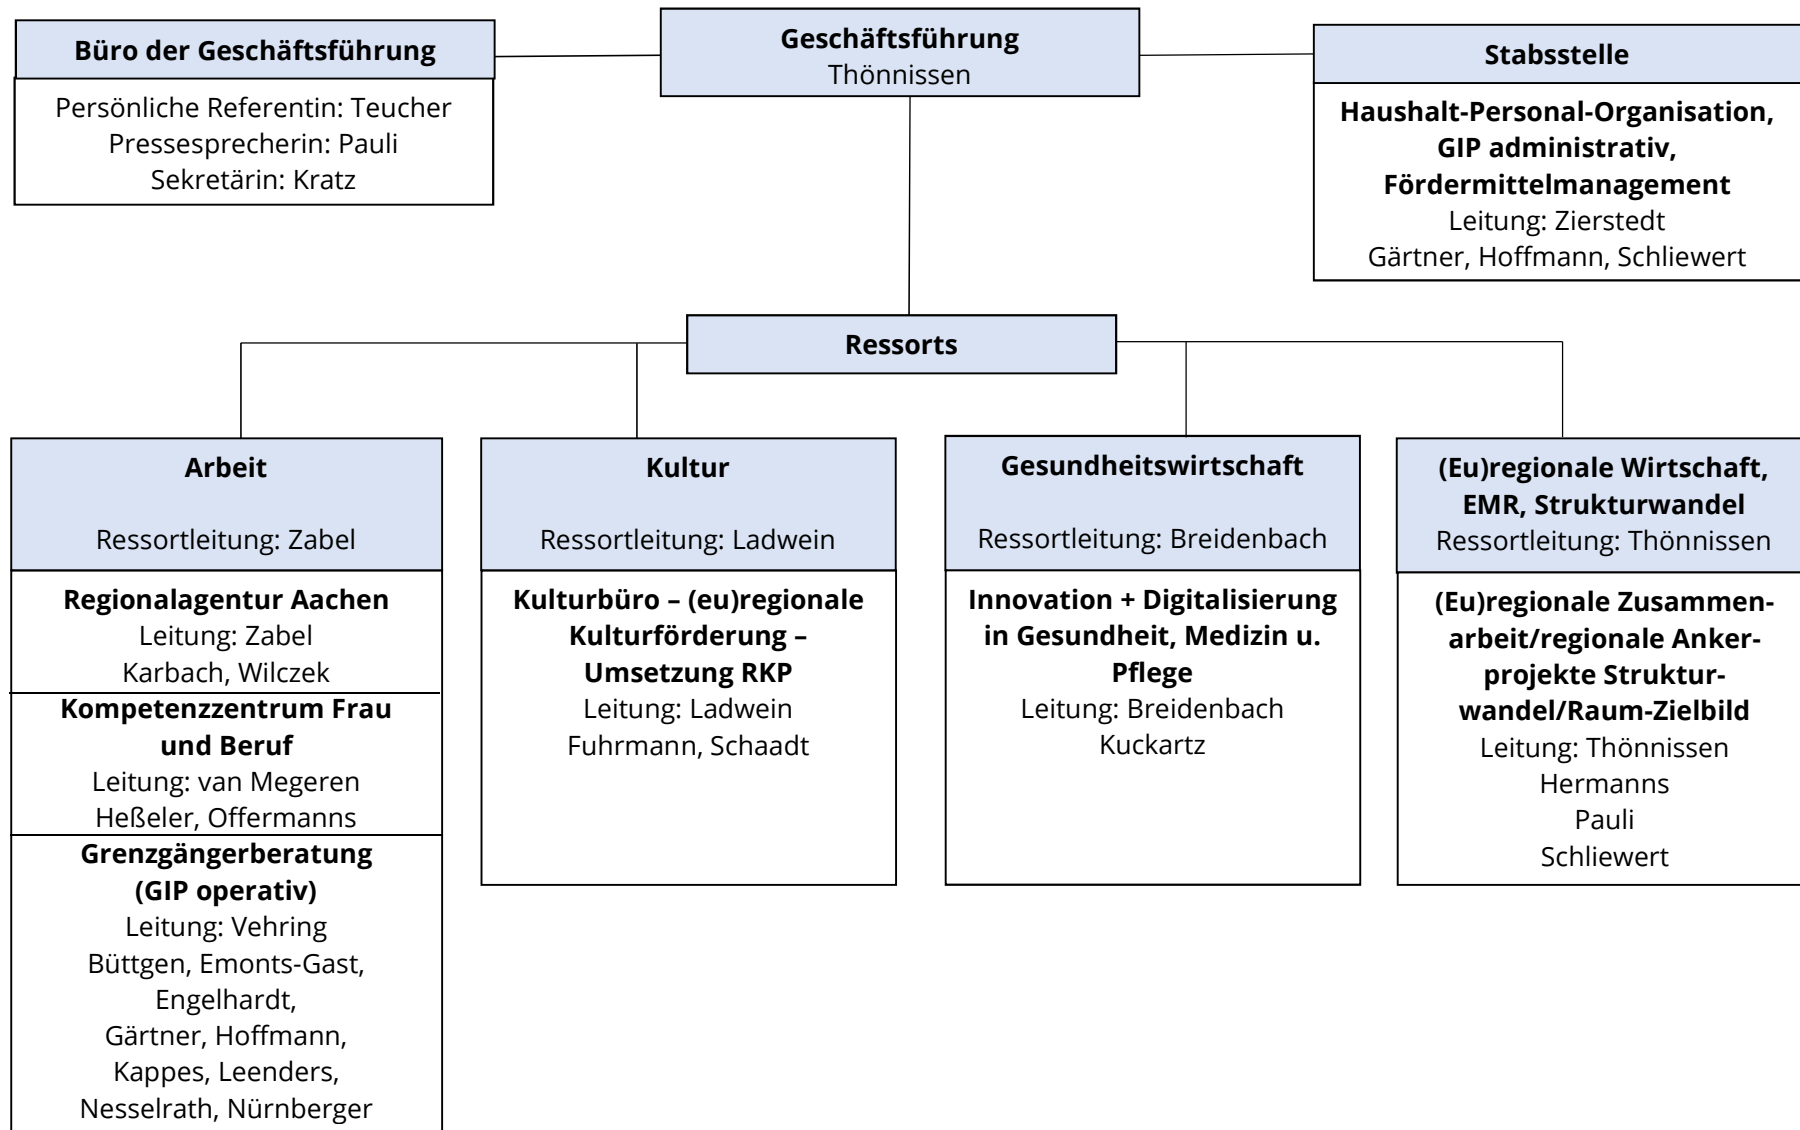 Büro der Geschäftsführung
Persönliche Referentin: Teucher
Pressesprecherin: Pauli
Sekretärin: Kratz
Geschäftsführung
Thönnissen
Stabsstelle
Haushalt-Personal-Organisation,
GIP administrativ,
Fördermittelmanagement
Leitung: Zierstedt
Gärtner, Hoffmann, Schliewert
Ressorts
Arbeit
Ressortleitung: Zabel
Regionalagentur Aachen
Leitung: Zabel
Karbach, Wilczek
Kompetenzzentrum Frau
und Beruf
Leitung: van Megeren
Heßeler, Offermanns
Grenzgängerberatung
(GIP operativ)
Leitung: Vehring
Büttgen, Emonts-Gast,
Engelhardt,
Gärtner, Hoffmann,
Kappes, Leenders,
Nesselrath, Nürnberger
Kultur
Ressortleitung: Ladwein
Kulturbüro – (eu)regionale
Kulturförderung –
Umsetzung RKP
Leitung: Ladwein
Fuhrmann, Schaadt
Gesundheitswirtschaft
Ressortleitung: Breidenbach
Innovation + Digitalisierung
in Gesundheit, Medizin u.
Pflege
Leitung: Breidenbach
Kuckartz
(Eu)regionale Wirtschaft,
EMR, Strukturwandel
Ressortleitung: Thönnissen
(Eu)regionale Zusammen-
arbeit/regionale Anker-
projekte Struktur-
wandel/Raum-Zielbild
Leitung: Thönnissen
Hermanns
Pauli
Schliewert